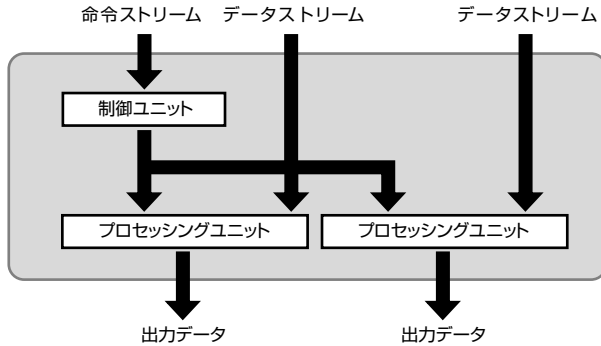 命令ストリーム データストリーム データストリーム
制御ユニット
プロセッシングユニット プロセッシングユニット
出力データ 出力データ